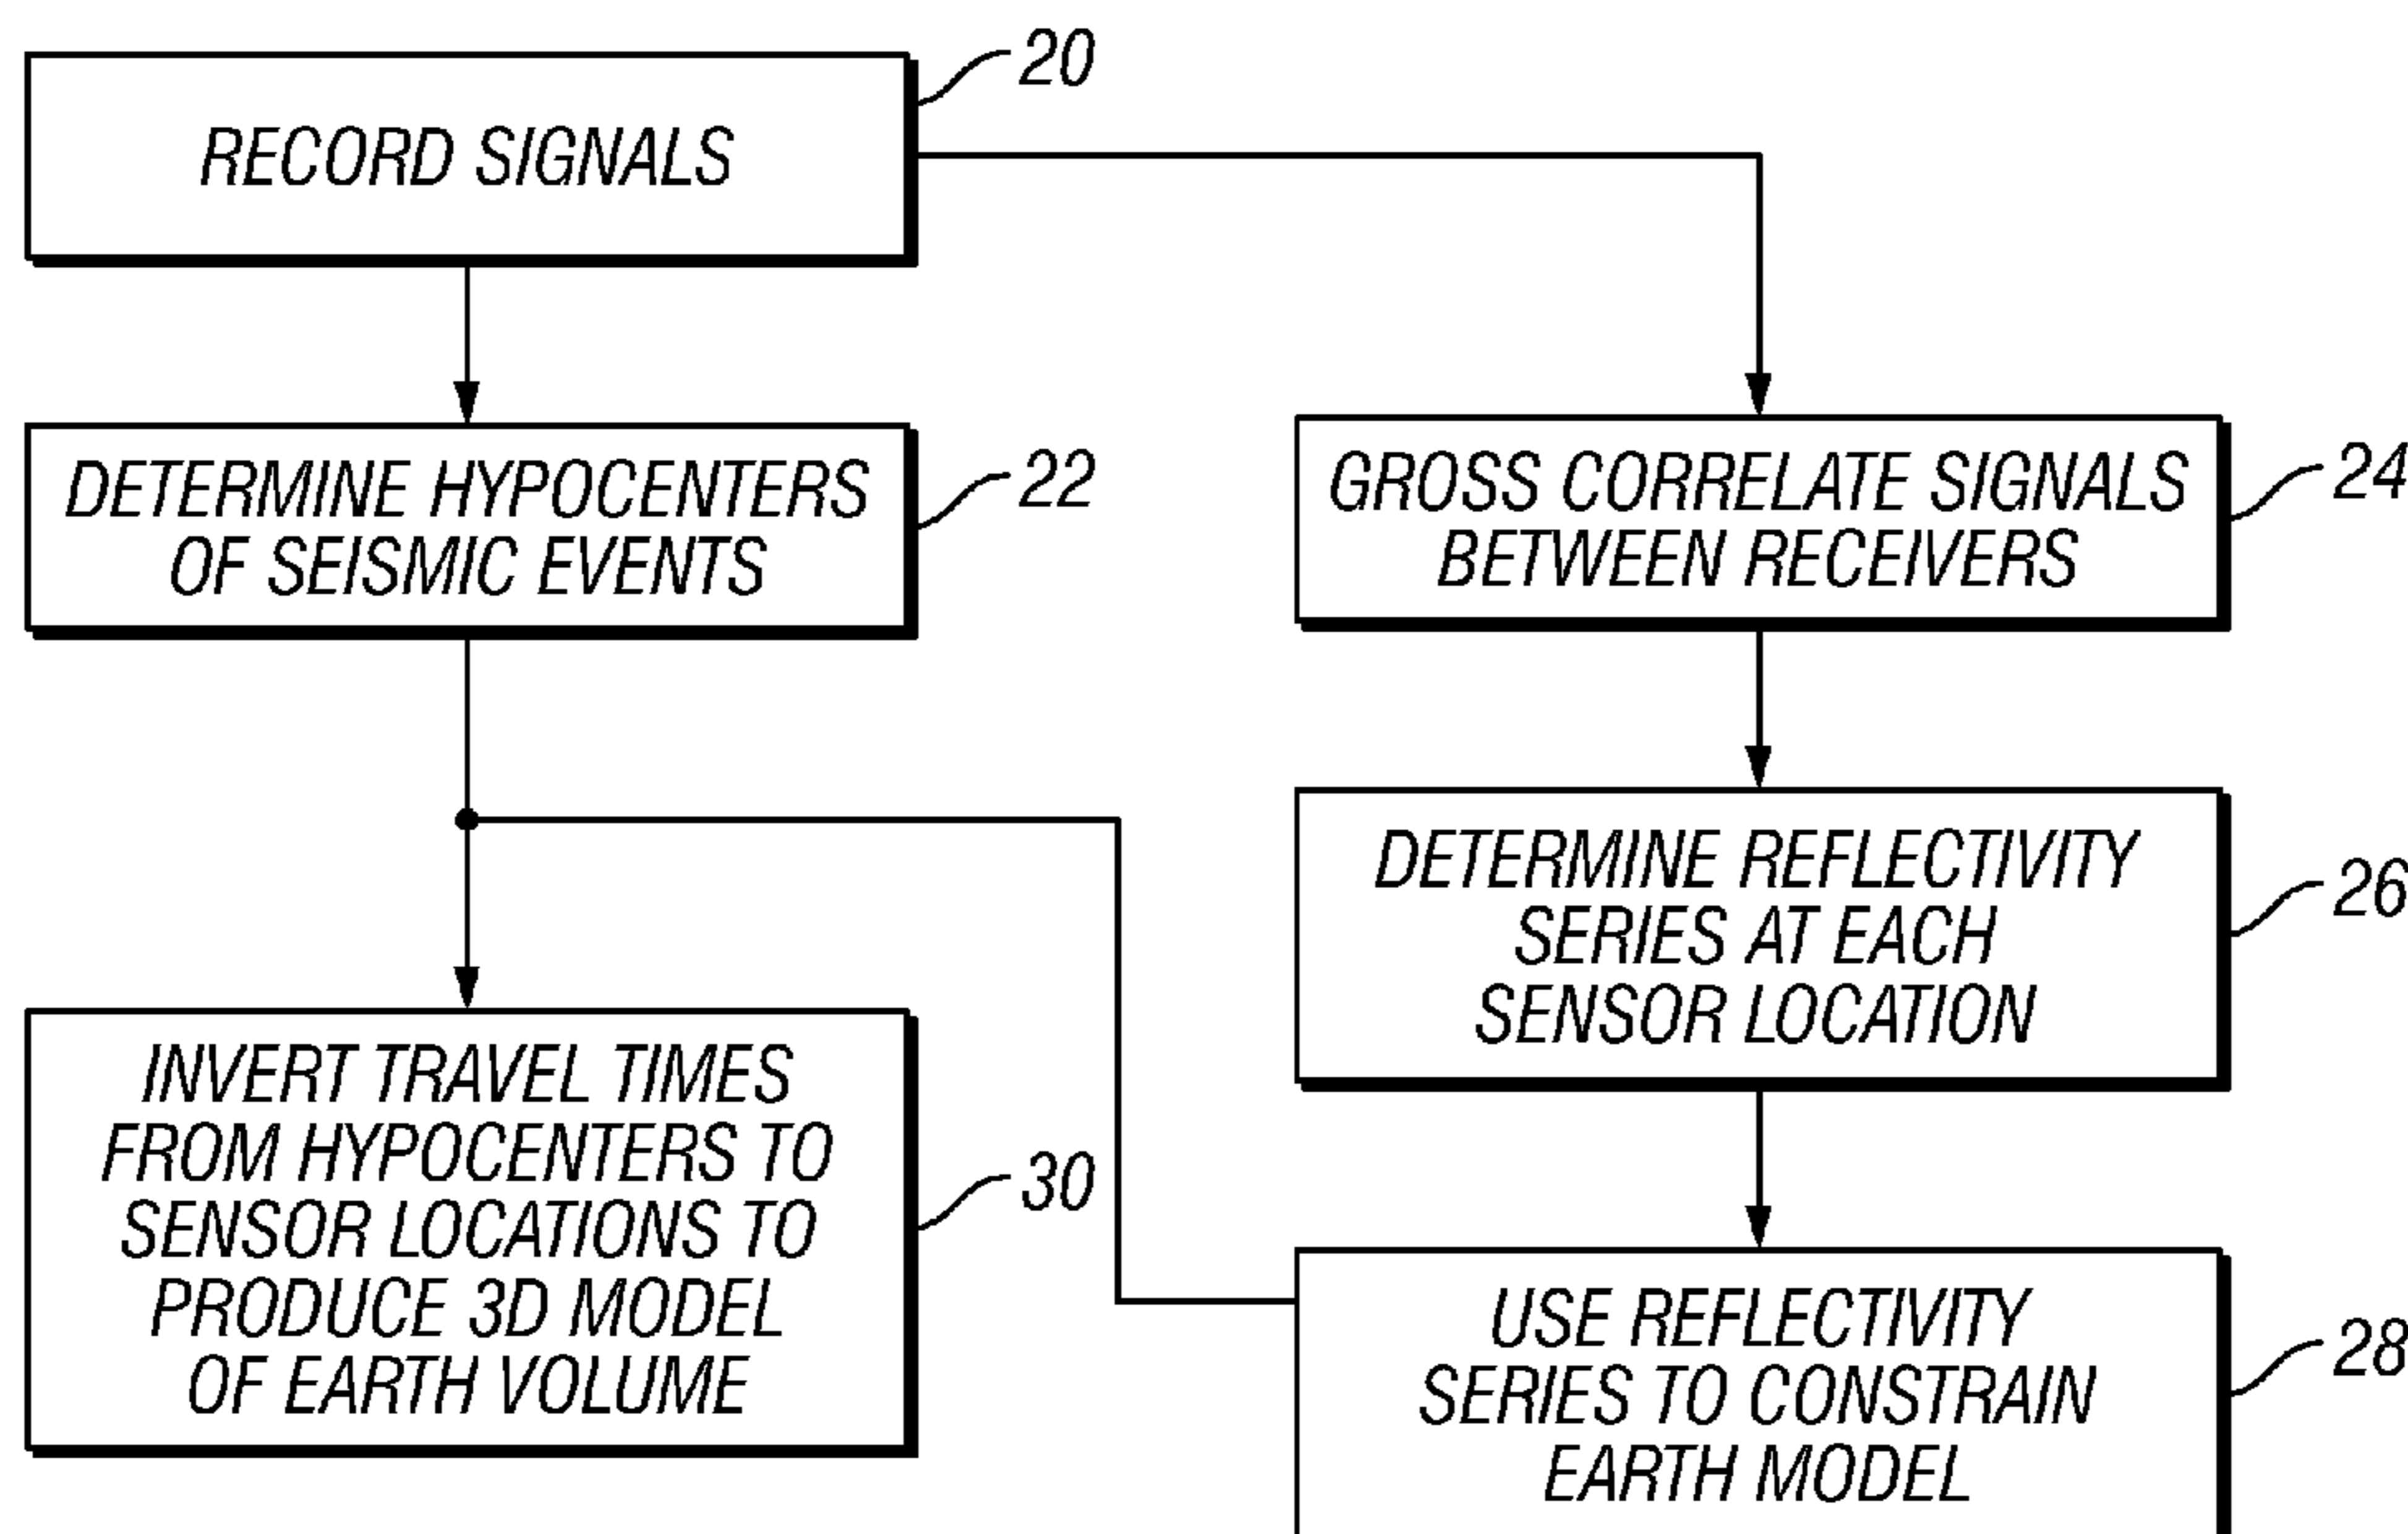 RECORD SIGNALS
20
DETERMINE HYPOCENTERS
OF SEISMIC EVENTS
22
GROSS CORRELATE SIGNALS
BETWEEN RECEIVERS
24
DETERMINE REFLECTIVITY
SERIES AT EACH
SENSOR LOCATION
26
INVERT TRAVEL TIMES
FROM HYPOCENTERS TO
SENSOR LOCATIONS TO
PRODUCE 3D MODEL
OF EARTH VOLUME
30
USE REFLECTIVITY
SERIES TO CONSTRAIN
EARTH MODEL
28